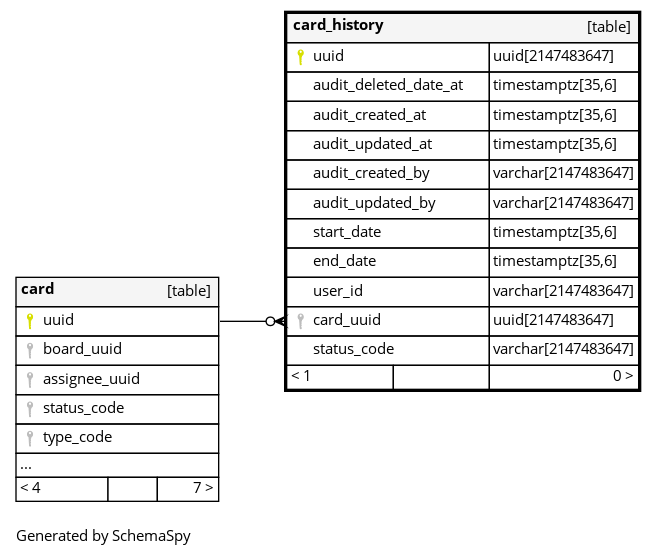 card_history [table]
uuid uuid[2147483647]
audit_deleted_date_at timestamptz[35,6]
audit_created_at timestamptz[35,6]
audit_updated_at timestamptz[35,6]
audit_created_by varchar[2147483647]
audit_updated_by varchar[2147483647]
start_date timestamptz[35,6]
end_date timestamptz[35,6]
user_id varchar[2147483647]
card_uuid uuid[2147483647]
status_code varchar[2147483647]
< 1 0 >
card [table]
uuid
board_uuid
assignee_uuid
status_code
type_code
...
< 4 7 >
Generated by SchemaSpy